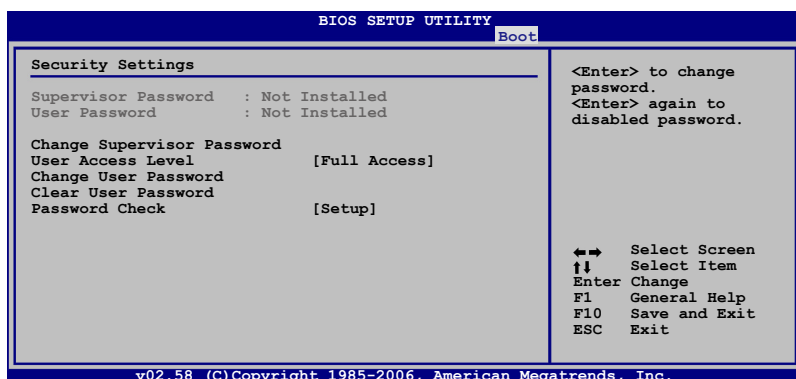 BIOS SETUP UTILITY
Boot
Security Settings
Supervisor Password : Not Installed
User Password : Not Installed
Change Supervisor Password
User Access Level [Full Access]
Change User Password
Clear User Password
Password Check [Setup]
<Enter> to change
password.
<Enter> again to
disabled password.
←→ Select Screen
↑↓ Select Item
Enter Change
F1 General Help
F10 Save and Exit
ESC Exit
v02.58 (C)Copyright 1985-2006, American Megatrends, Inc.